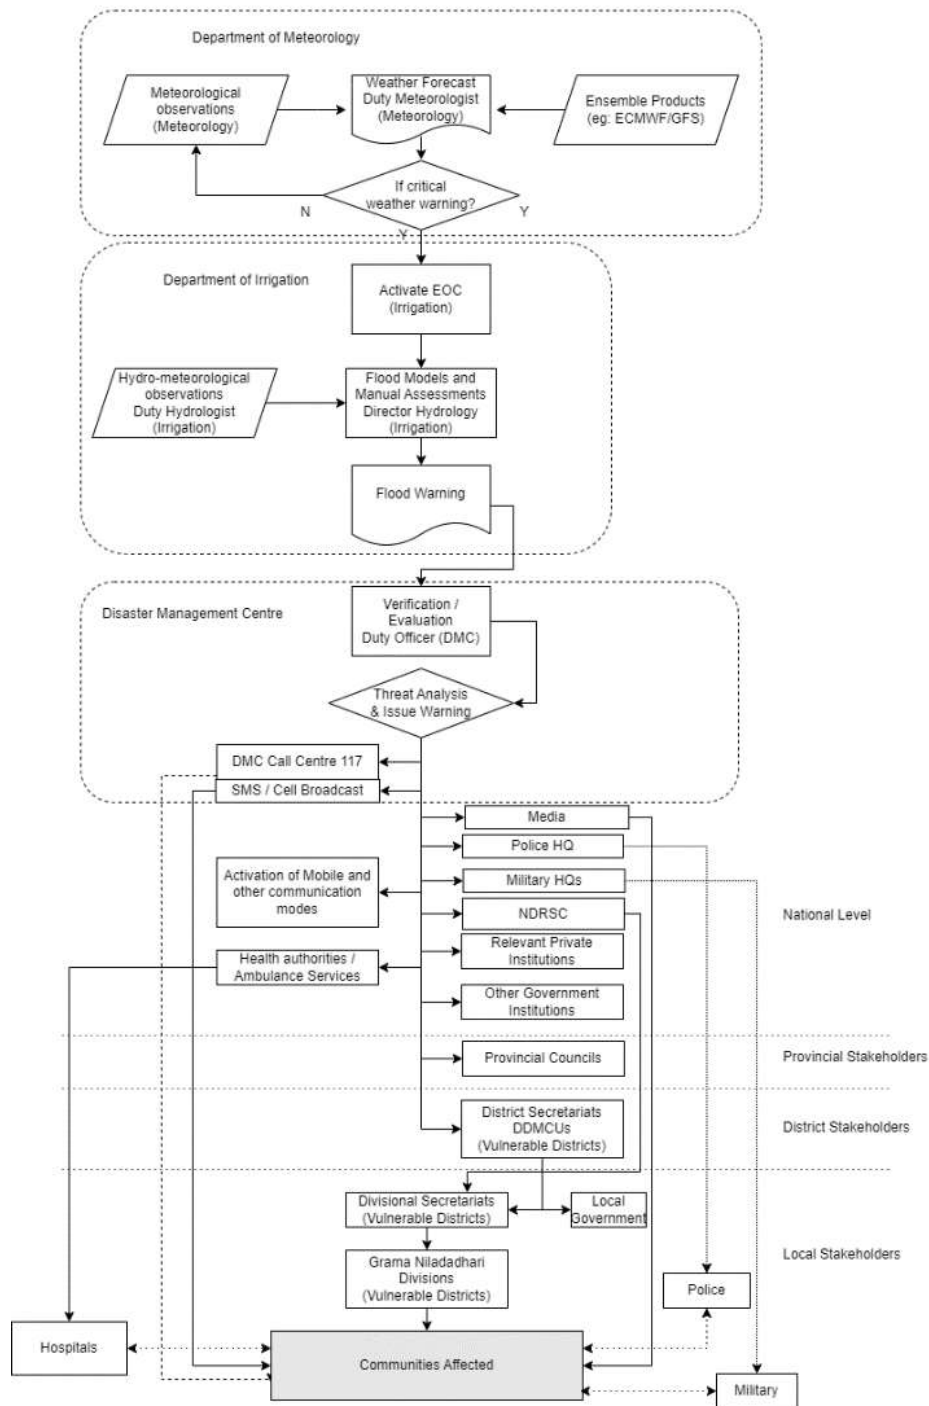 Department of Meteorology
Meteorological
observations
(Meteorology)
Weather Forecast
Duty Meteorologist
(Meteorology)
Ensemble Products
(eg: ECMWF/GFS)
If critical
weather warning?
N
Y
Y
Department of Irrigation
Activate EOC
(Irrigation)
Hydro-meteorological
observations
Duty Hydrologist
(Irrigation)
Flood Models and
Manual Assessments
Director Hydrology
(Irrigation)
Flood Warning
Disaster Management Centre
Verification /
Evaluation
Duty Officer (DMC)
Threat Analysis
& Issue Warning
DMC Call Centre 117
SMS / Cell Broadcast
Media
Police HQ
Activation of Mobile and
other communication
modes
Military HQs
NDRSC
National Level
Health authorities /
Ambulance Services
Relevant Private
Institutions
Other Government
Institutions
Provincial Councils
Provincial Stakeholders
District Secretariats
DDMCUs
(Vulnerable Districts)
District Stakeholders
Divisional Secretariats
(Vulnerable Districts)
Local
Government
Grama Niladadhari
Divisions
(Vulnerable Districts)
Local Stakeholders
Police
Hospitals
Communities Affected
Military